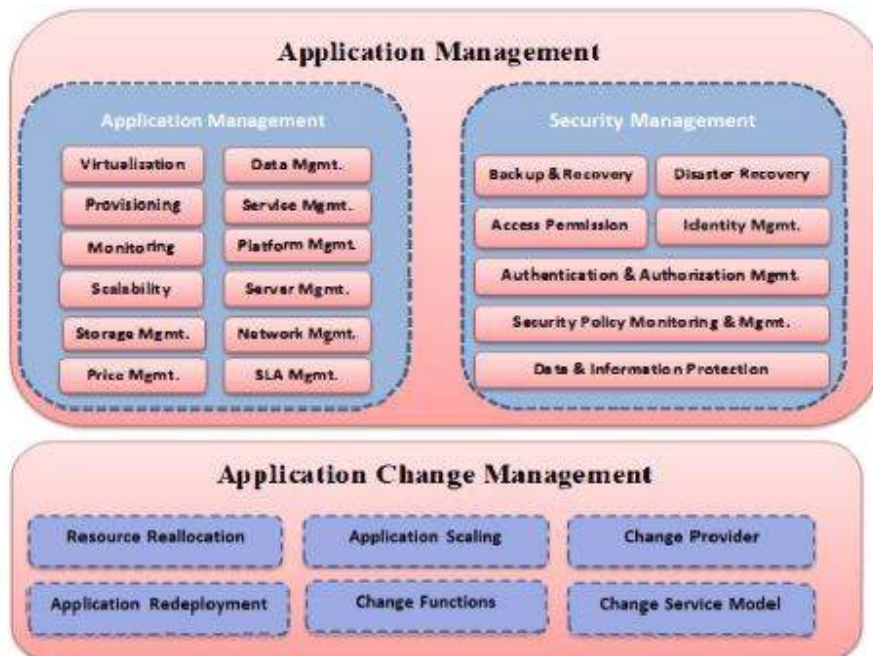 Application Management
Application Management
Virtualization
Data Mgmt.
Provisioning
Service Mgmt.
Monitoring
Platform Mgmt.
Scalability
Server Mgmt.
Storage Mgmt.
Network Mgmt.
Price Mgmt.
SLA Mgmt.
Security Management
Backup & Recovery
Disaster Recovery
Access Permission
Identity Mgmt.
Authentication & Authorization Mgmt.
Security Policy Monitoring & Mgmt.
Data & Information Protection
Application Change Management
Resource Reallocation
Application Scaling
Change Provider
Application Redeployment
Change Functions
Change Service Model